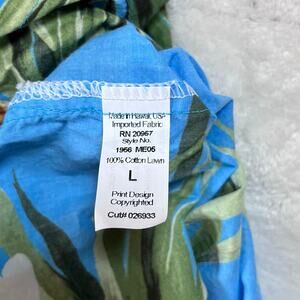 Made in Hawaii, USA
Imported Fabric
RN 20967
Style No.
1956 ME05
100% Cotton Lawn
L
Print Design
Copyrighted
Cut# 026933